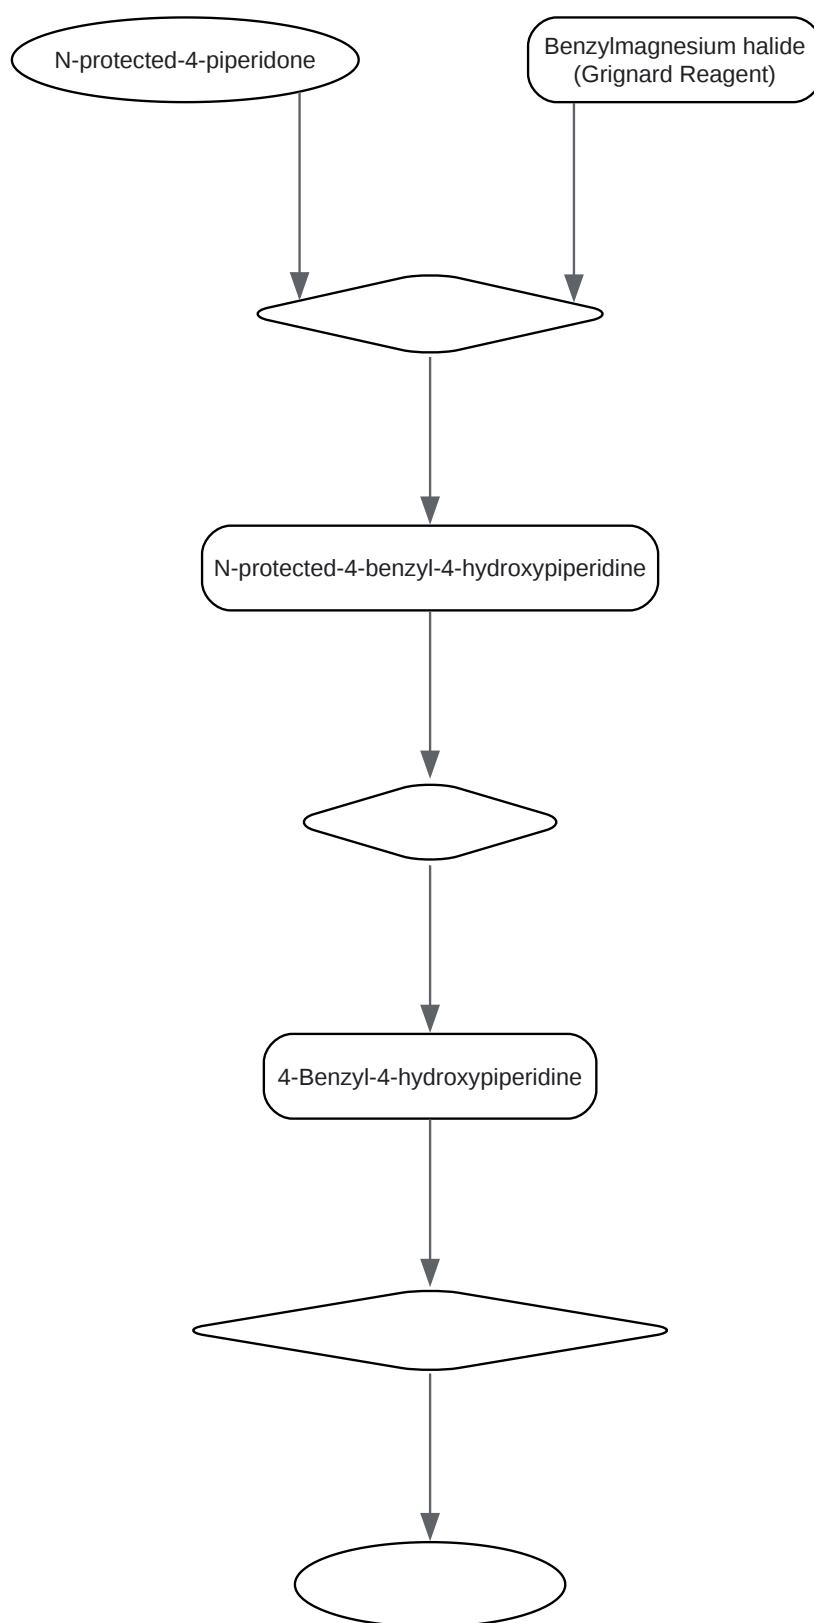 N-protected-4-piperidone
Benzylmagnesium halide
(Grignard Reagent)
N-protected-4-benzyl-4-hydroxypiperidine
4-Benzyl-4-hydroxypiperidine